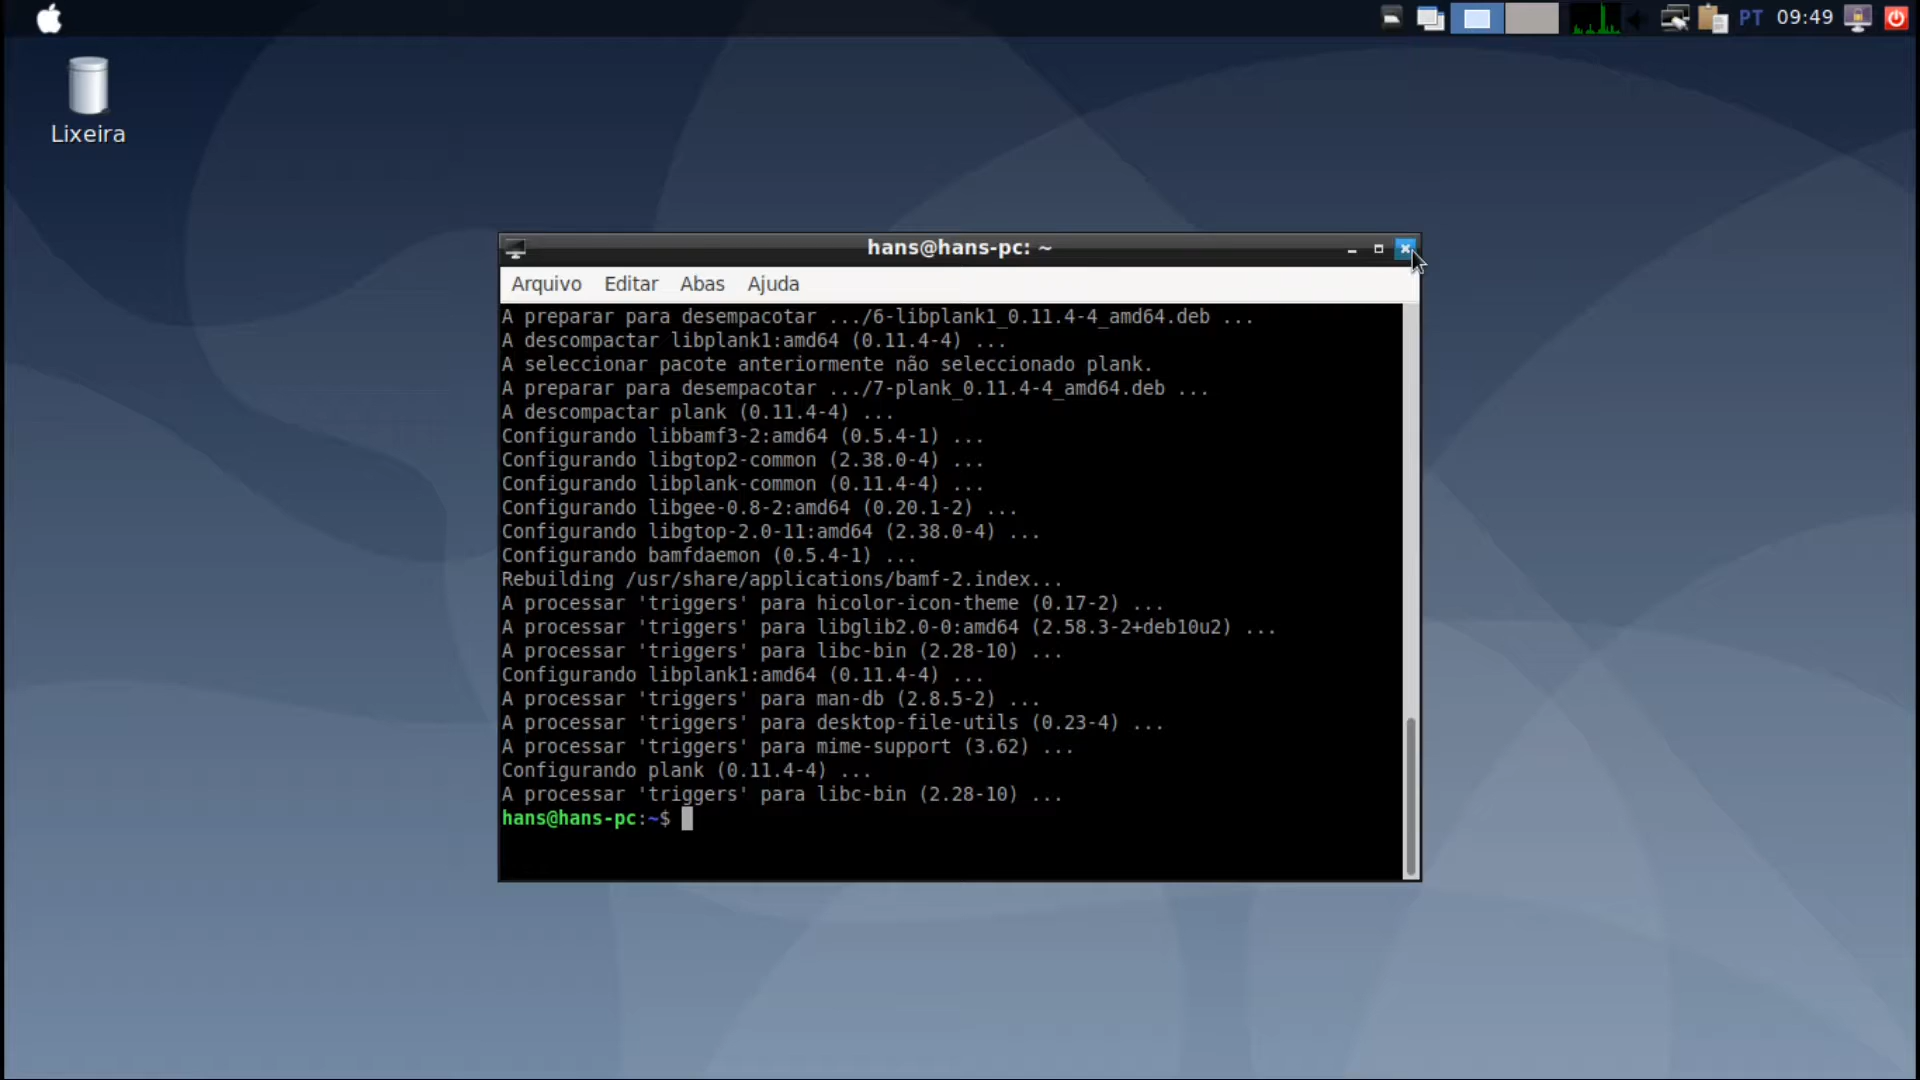 PT 09:49
Lixeira
hans@hans-pc: ~
Arquivo Editar Abas Ajuda
A preparar para desempacotar .../6-libplank1_0.11.4-4_amd64.deb ...
A descompactar libplank1:amd64 (0.11.4-4) ...
A seleccionar pacote anteriormente não seleccionado plank.
A preparar para desempacotar .../7-plank_0.11.4-4_amd64.deb ...
A descompactar plank (0.11.4-4) ...
Configurando libbamf3-2:amd64 (0.5.4-1) ...
Configurando libgtop2-common (2.38.0-4) ...
Configurando libplank-common (0.11.4-4) ...
Configurando libgee-0.8-2:amd64 (0.20.1-2) ...
Configurando libgtop-2.0-11:amd64 (2.38.0-4) ...
Configurando bamfdaemon (0.5.4-1) ...
Rebuilding /usr/share/applications/bamf-2.index...
A processar 'triggers' para hicolor-icon-theme (0.17-2) ...
A processar 'triggers' para libglib2.0-0:amd64 (2.58.3-2+deb10u2) ...
A processar 'triggers' para libc-bin (2.28-10) ...
Configurando libplank1:amd64 (0.11.4-4) ...
A processar 'triggers' para man-db (2.8.5-2) ...
A processar 'triggers' para desktop-file-utils (0.23-4) ...
A processar 'triggers' para mime-support (3.62) ...
Configurando plank (0.11.4-4) ...
A processar 'triggers' para libc-bin (2.28-10) ...
hans@hans-pc:~$